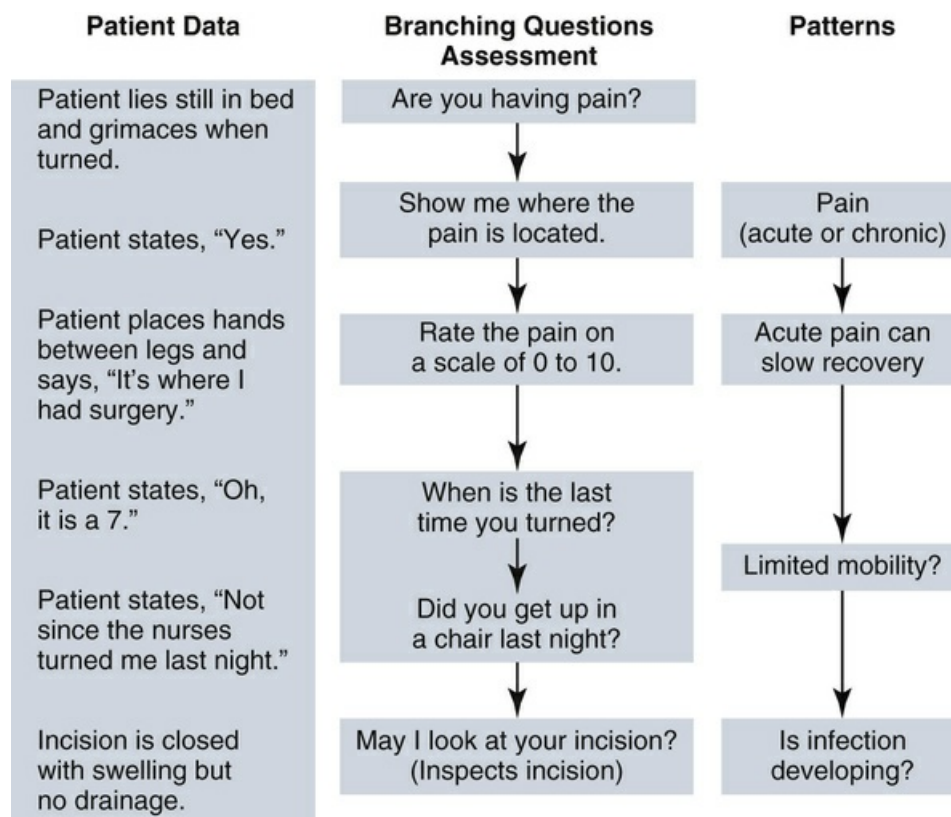 Patient Data
Patient lies still in bed
and grimaces when
turned.
Patient states, “Yes.”
Patient places hands
between legs and
says, “It’s where I
had surgery.”
Patient states, “Oh,
it is a 7.”
Patient states, “Not
since the nurses
turned me last night.”
Incision is closed
with swelling but
no drainage.
Branching Questions
Assessment
Are you having pain?
Show me where the
pain is located.
Rate the pain on
a scale of 0 to 10.
When is the last
time you turned?
Did you get up in
a chair last night?
May I look at your incision?
(Inspects incision)
Patterns
Pain
(acute or chronic)
Acute pain can
slow recovery
Limited mobility?
Is infection
developing?